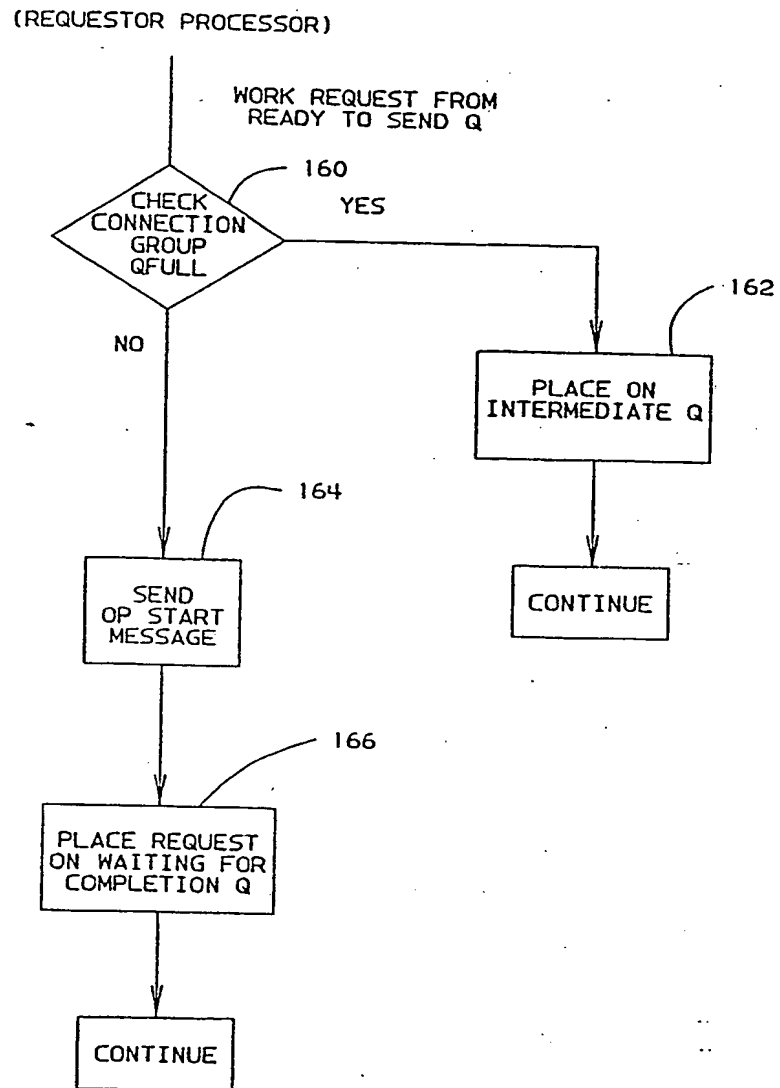 (REQUESTOR PROCESSOR)
WORK REQUEST FROM
READY TO SEND Q
160
CHECK
CONNECTION
GROUP
QFULL
YES
162
NO
PLACE ON
INTERMEDIATE Q
164
SEND
OP START
MESSAGE
CONTINUE
166
PLACE REQUEST
ON WAITING FOR
COMPLETION Q
CONTINUE